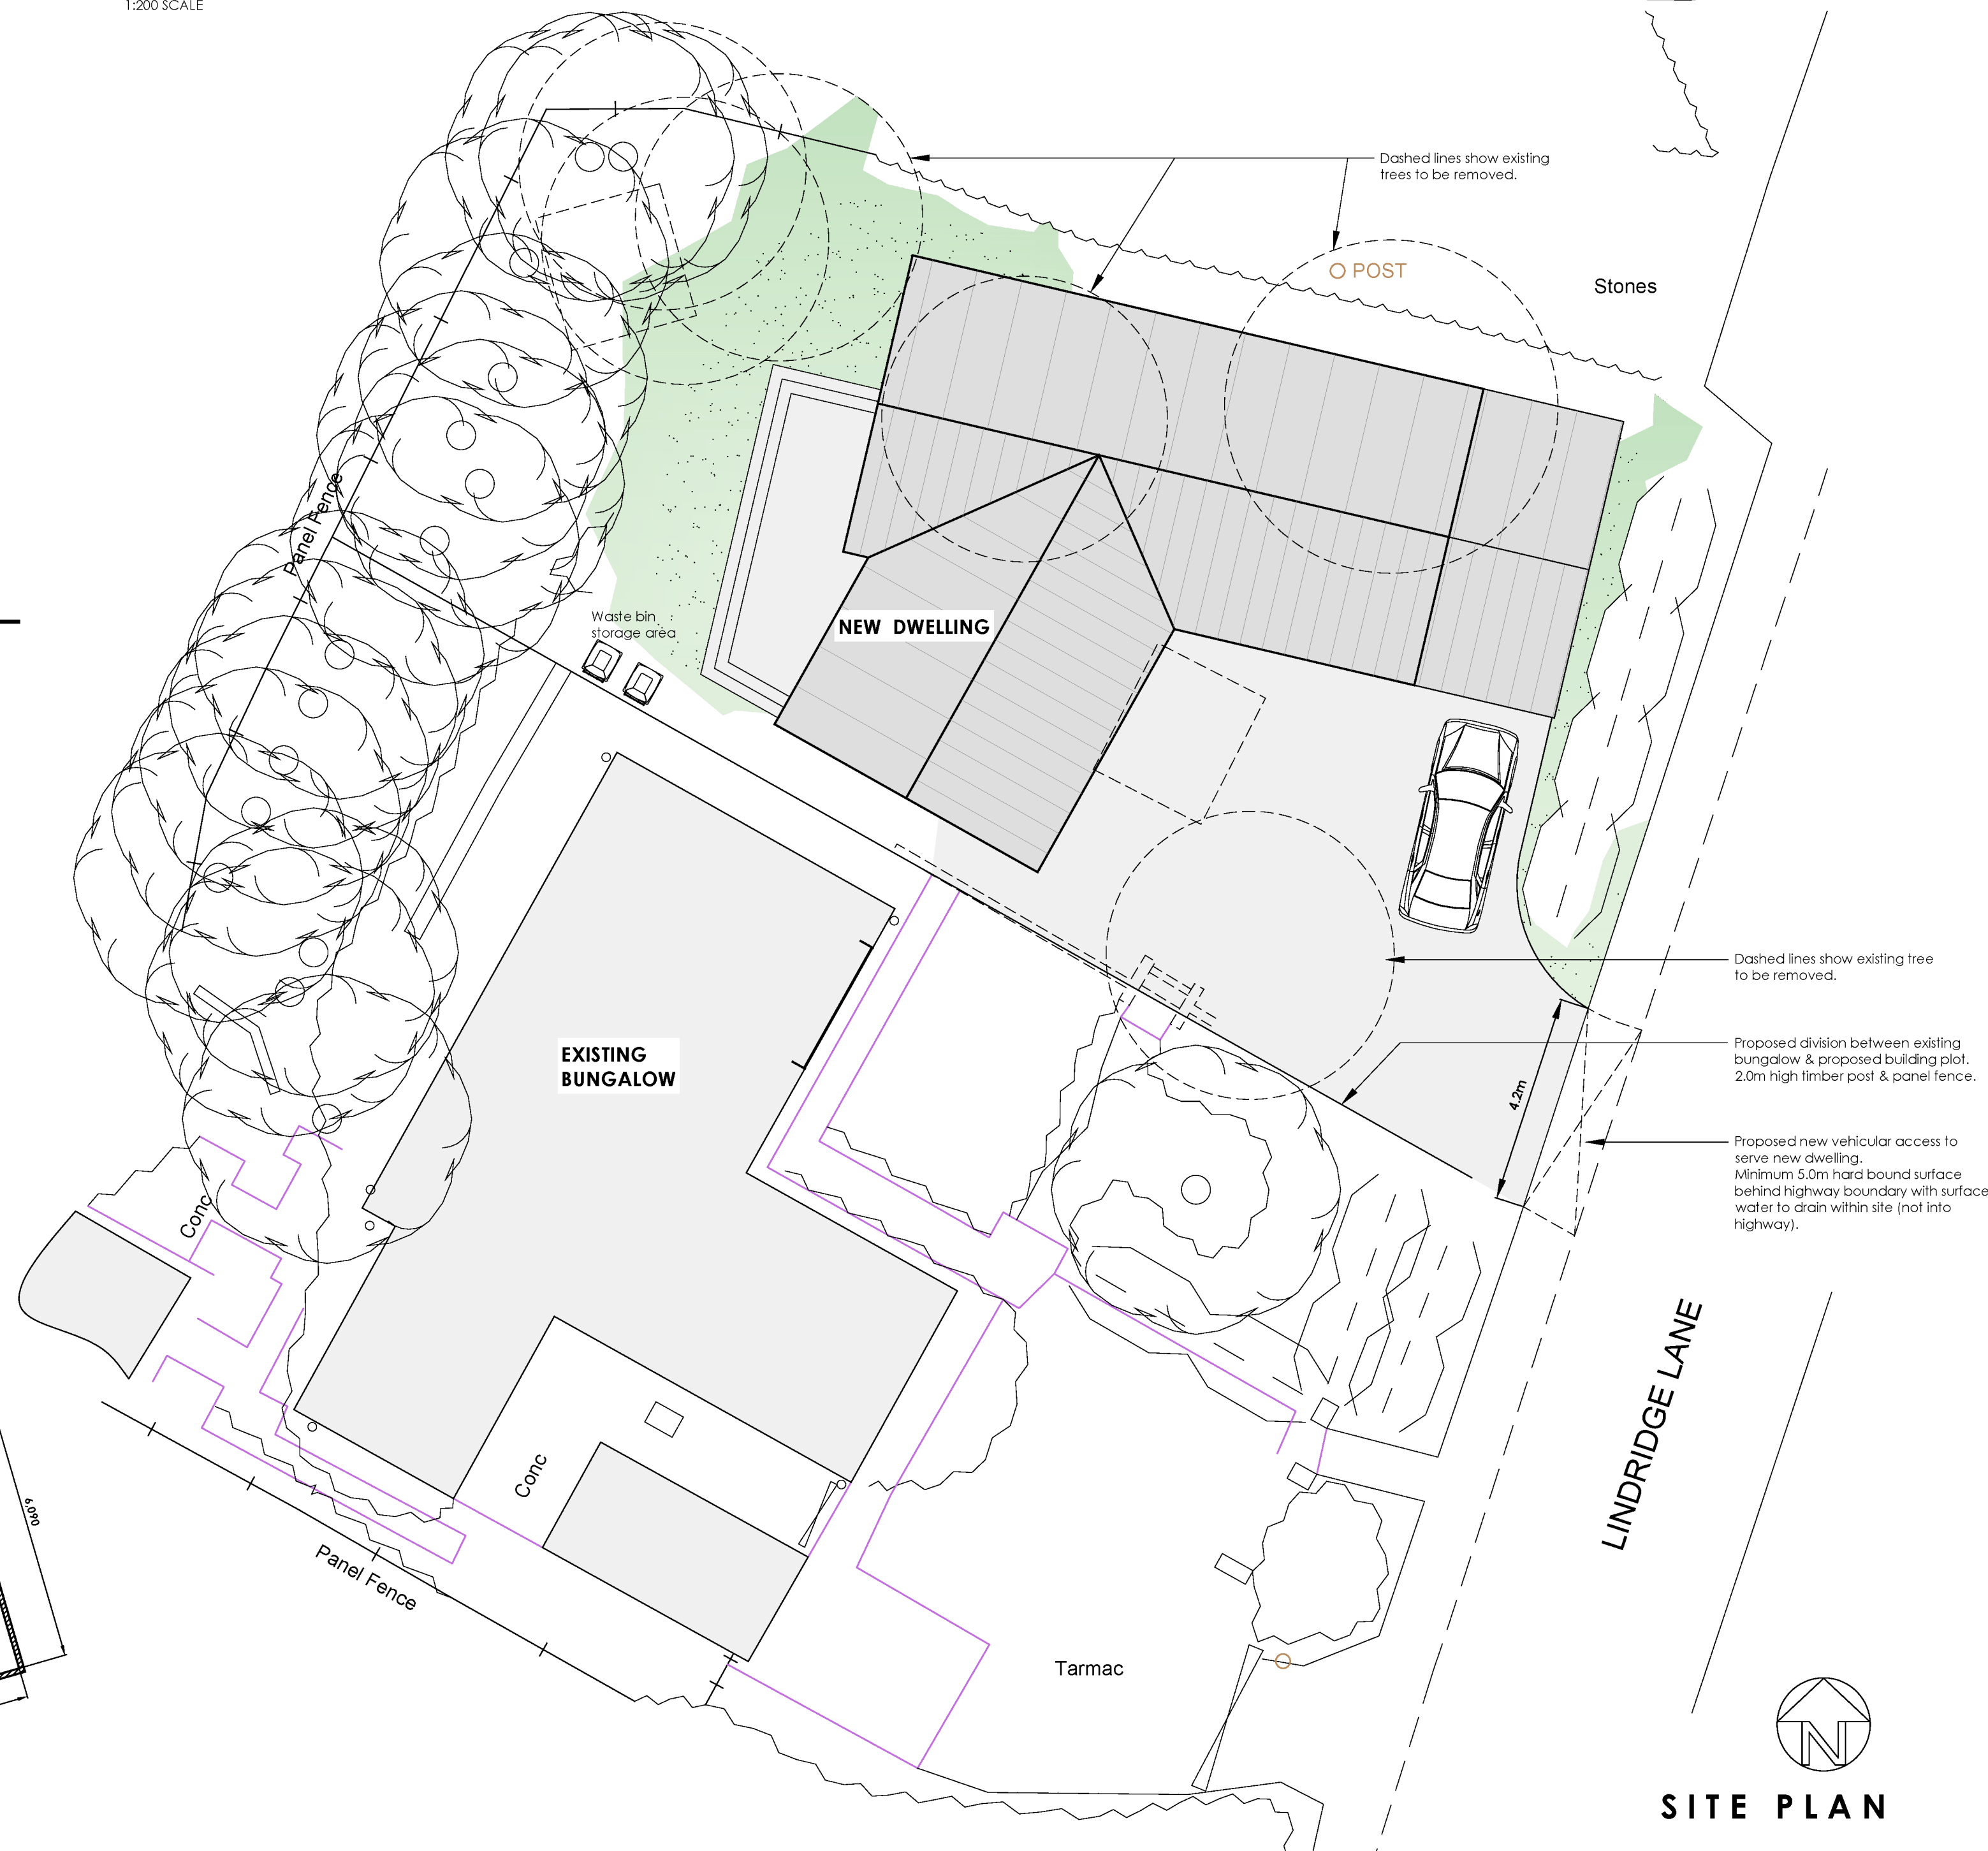 1:200 SCALE
Dashed lines show existing
trees to be removed.
POST
Stones
Panel Fence
Waste bin
storage area
NEW DWELLING
Dashed lines show existing tree
to be removed.
Proposed division between existing
bungalow & proposed building plot.
2.0m high timber post & panel fence.
EXISTING
BUNGALOW
4.2m
Proposed new vehicular access to
serve new dwelling.
Minimum 5.0m hard bound surface
behind highway boundary with surface
water to drain within site (not into
highway).
Conc
LINDRIDGE LANE
Conc
6.090
Panel Fence
Tarmac
N
SITE PLAN